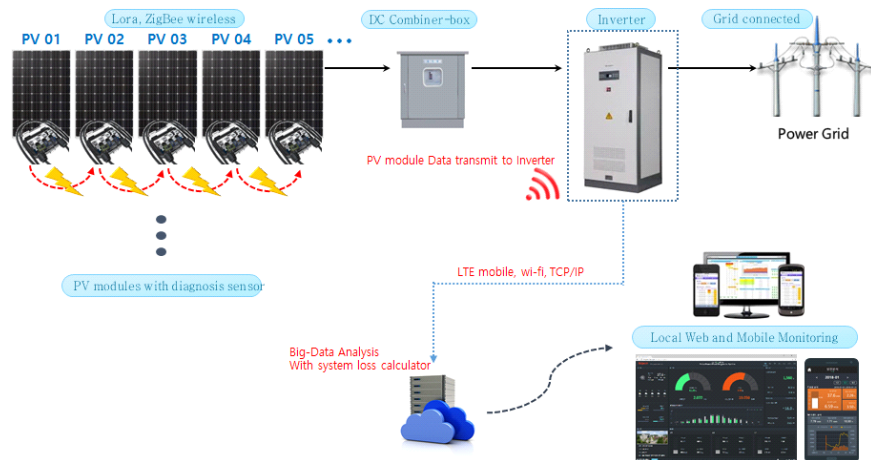 Lora, ZigBee wireless
DC Combiner-box
Inverter
Grid connected
PV 01
PV 02
PV 03
PV 04
PV 05
Power Grid
PV module Data transmit to Inverter
LTE mobile, wi-fi, TCP/IP
PV modules with diagnosis sensor
Local Web and Mobile Monitoring
Big-Data Analysis
With system loss calculator